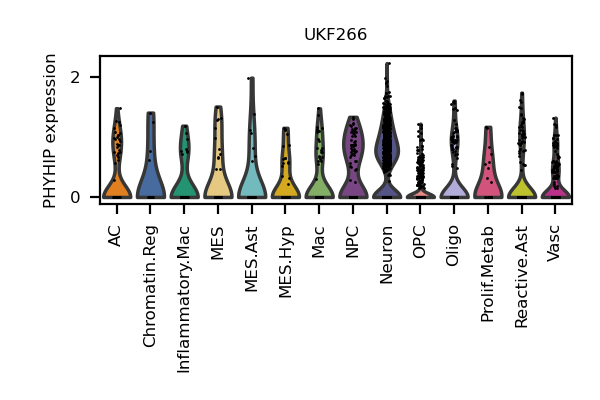 UKF266
PHYHIP expression
2
0
AC
Chromatin.Reg
Inflammatory.Mac
MES
MES.Ast
MES.Hyp
Mac
NPC
Neuron
OPC
Oligo
Prolif.Metab
Reactive.Ast
Vasc